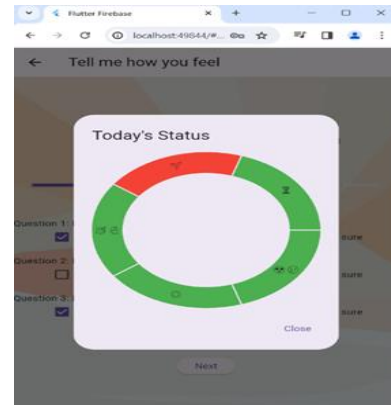 Flutter Firebase
localhost:49844/#...
Tell me how you feel
Today's Status
Question 1:
sure
Question 2:
sure
Question 3:
sure
Close
Next